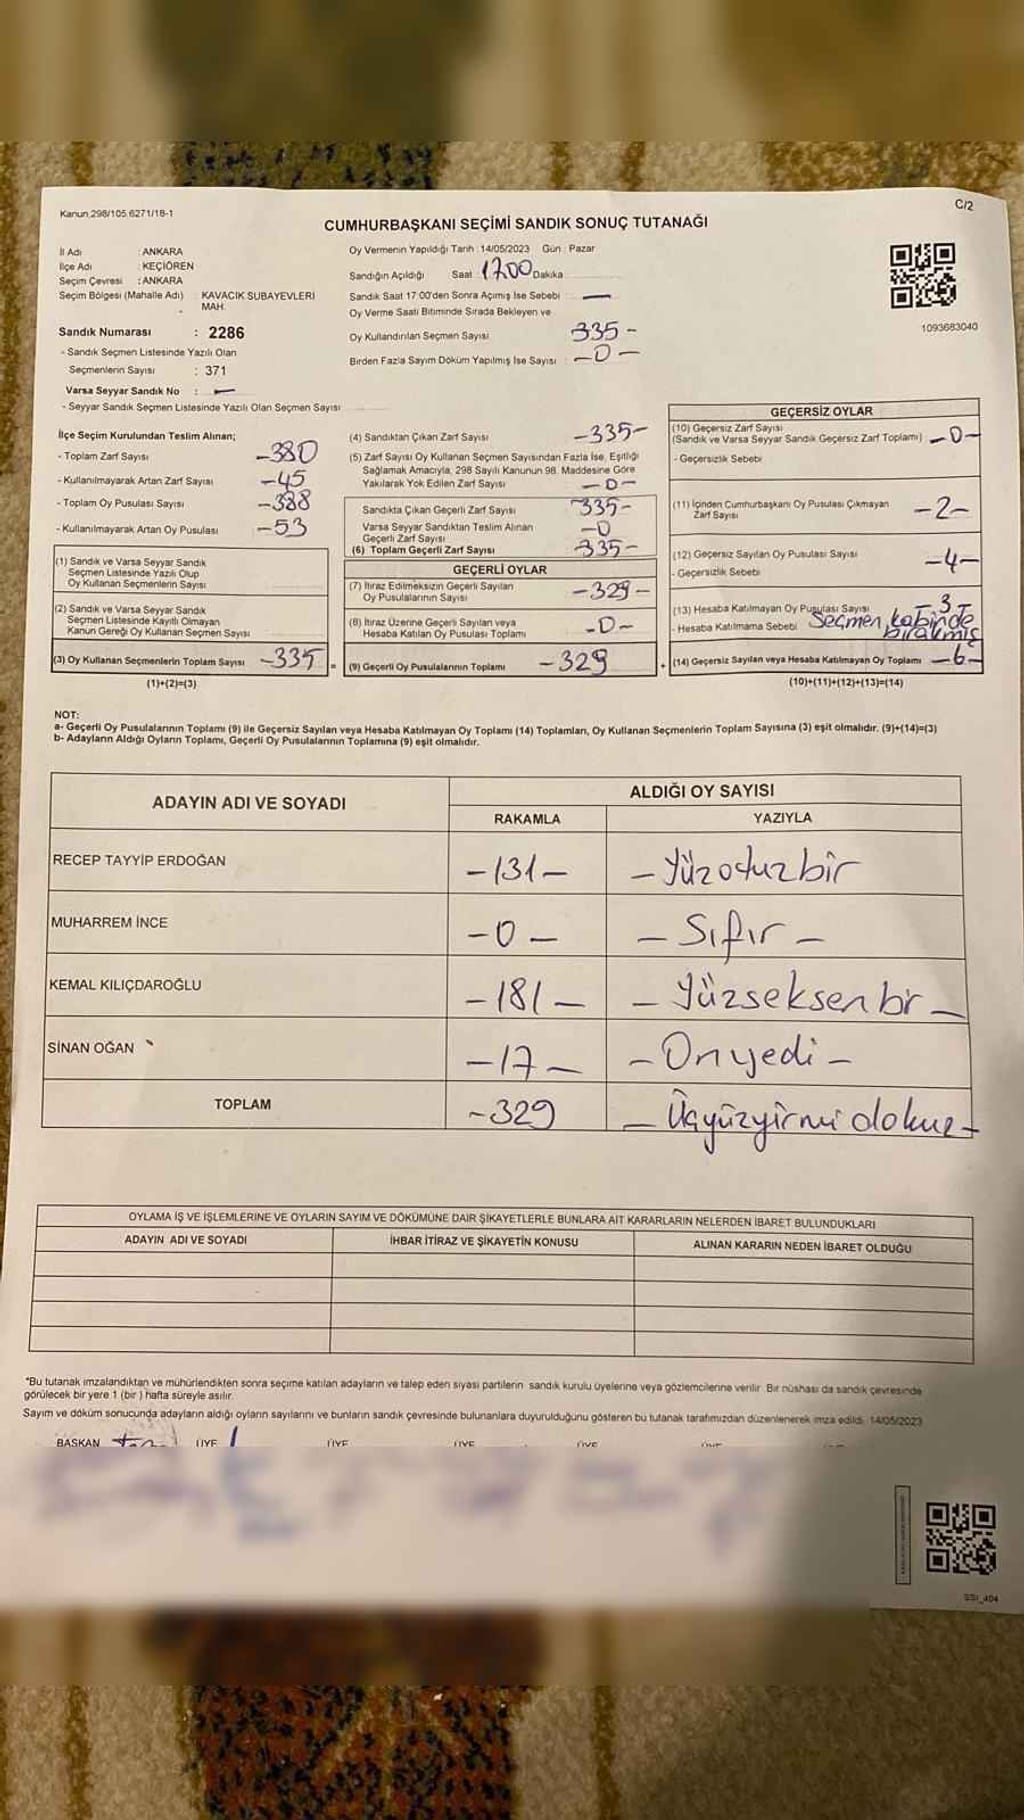 Kanun 298/105 6271/18-1
C/2
CUMHURBAŞKANI SEÇİMİ SANDIK SONUÇ TUTANAĞI
İl Adı : ANKARA
İlçe Adı : KEÇİÖREN
Seçim Çevresi : ANKARA
Seçim Bölgesi (Mahalle Adı) : KAVACIK SUBAYEVLERİ
MAH.
Sandık Numarası : 2286
- Sandık Seçmen Listesinde Yazılı Olan
Seçmenlerin Sayısı : 371
Varsa Seyyar Sandık No : —
- Seyyar Sandık Seçmen Listesinde Yazılı Olan Seçmen Sayısı
Oy Vermenin Yapıldığı Tarih : 14/05/2023 Gün : Pazar
Sandığın Açıldığı Saat 17.00 Dakika
Sandık Saat 17:00'den Sonra Açımış İse Sebebi : —
Oy Verme Saati Bitiminde Sırada Bekleyen ve
Oy Kullandırılan Seçmen Sayısı 335 -
Birden Fazla Sayım Döküm Yapılmış İse Sayısı : -0-
1093683040
İlçe Seçim Kurulundan Teslim Alınan;
- Toplam Zarf Sayısı -380
- Kullanılmayarak Artan Zarf Sayısı -45
- Toplam Oy Pusulası Sayısı -388
- Kullanılmayarak Artan Oy Pusulası -53
(1) Sandık ve Varsa Seyyar Sandık
Seçmen Listesinde Yazılı Olup
Oy Kullanan Seçmenlerin Sayısı
(2) Sandık ve Varsa Seyyar Sandık
Seçmen Listesinde Kayıtlı Olmayan
Kanun Gereği Oy Kullanan Seçmen Sayısı
(3) Oy Kullanan Seçmenlerin Toplam Sayısı -335 =
(1)+(2)=(3)
(4) Sandıktan Çıkan Zarf Sayısı -335-
(5) Zarf Sayısı Oy Kullanan Seçmen Sayısından Fazla İse, Eşitliği
Sağlamak Amacıyla, 298 Sayılı Kanunun 98. Maddesine Göre
Yakılarak Yok Edilen Zarf Sayısı -0-
Sandıkta Çıkan Geçerli Zarf Sayısı 335-
Varsa Seyyar Sandıktan Teslim Alınan
Geçerli Zarf Sayısı -0
(6) Toplam Geçerli Zarf Sayısı 335-
GEÇERLİ OYLAR
(7) İtiraz Edilmeksizin Geçerli Sayılan
Oy Pusulalarının Sayısı -329-
(8) İtiraz Üzerine Geçerli Sayılan veya
Hesaba Katılan Oy Pusulası Toplamı -0-
(9) Geçerli Oy Pusulalarının Toplamı -329 +
GEÇERSİZ OYLAR
(10) Geçersiz Zarf Sayısı
(Sandık ve Varsa Seyyar Sandık Geçersiz Zarf Toplamı) -0-
- Geçersizlik Sebebi
(11) İçinden Cumhurbaşkanı Oy Pusulası Çıkmayan
Zarf Sayısı -2-
(12) Geçersiz Sayılan Oy Pusulası Sayısı -4-
- Geçersizlik Sebebi
(13) Hesaba Katılmayan Oy Pusulası Sayısı 3
- Hesaba Katılmama Sebebi Seçmen kabinde
bırakmış
(14) Geçersiz Sayılan veya Hesaba Katılmayan Oy Toplamı -6-
(10)+(11)+(12)+(13)=(14)
NOT:
a- Geçerli Oy Pusulalarının Toplamı (9) ile Geçersiz Sayılan veya Hesaba Katılmayan Oy Toplamı (14) Toplamları, Oy Kullanan Seçmenlerin Toplam Sayısına (3) eşit olmalıdır. (9)+(14)=(3)
b- Adayların Aldığı Oyların Toplamı, Geçerli Oy Pusulalarının Toplamına (9) eşit olmalıdır.
ADAYIN ADI VE SOYADI
ALDIĞI OY SAYISI
RAKAMLA YAZIYLA
RECEP TAYYİP ERDOĞAN -131- -Yüzotuzbir
MUHARREM İNCE -0- -Sıfır-
KEMAL KILIÇDAROĞLU -181- -Yüzseksenbir-
SİNAN OĞAN -17- -Onyedi-
TOPLAM -329 -Üçyüzyirmi dokuz-
OYLAMA İŞ VE İŞLEMLERİNE VE OYLARIN SAYIM VE DÖKÜMÜNE DAİR ŞİKAYETLERLE BUNLARA AİT KARARLARIN NELERDEN İBARET BULUNDUKLARI
ADAYIN ADI VE SOYADI İHBAR İTİRAZ VE ŞİKAYETİN KONUSU ALINAN KARARIN NEDEN İBARET OLDUĞU
"Bu tutanak imzalandıktan ve mühürlendikten sonra seçime katılan adayların ve talep eden siyasi partilerin sandık kurulu üyelerine veya gözlemcilerine verilir. Bir nüshası da sandık çevresinde
görülecek bir yere 1 (bir ) hafta süreyle asılır.
Sayım ve döküm sonucunda adayların aldığı oyların sayılarını ve bunların sandık çevresinde bulunanlara duyurulduğunu gösteren bu tutanak tarafımızdan düzenlenerek imza edildi. 14/05/2023
BAŞKAN ÜYE ÜYE ÜYE ÜYE